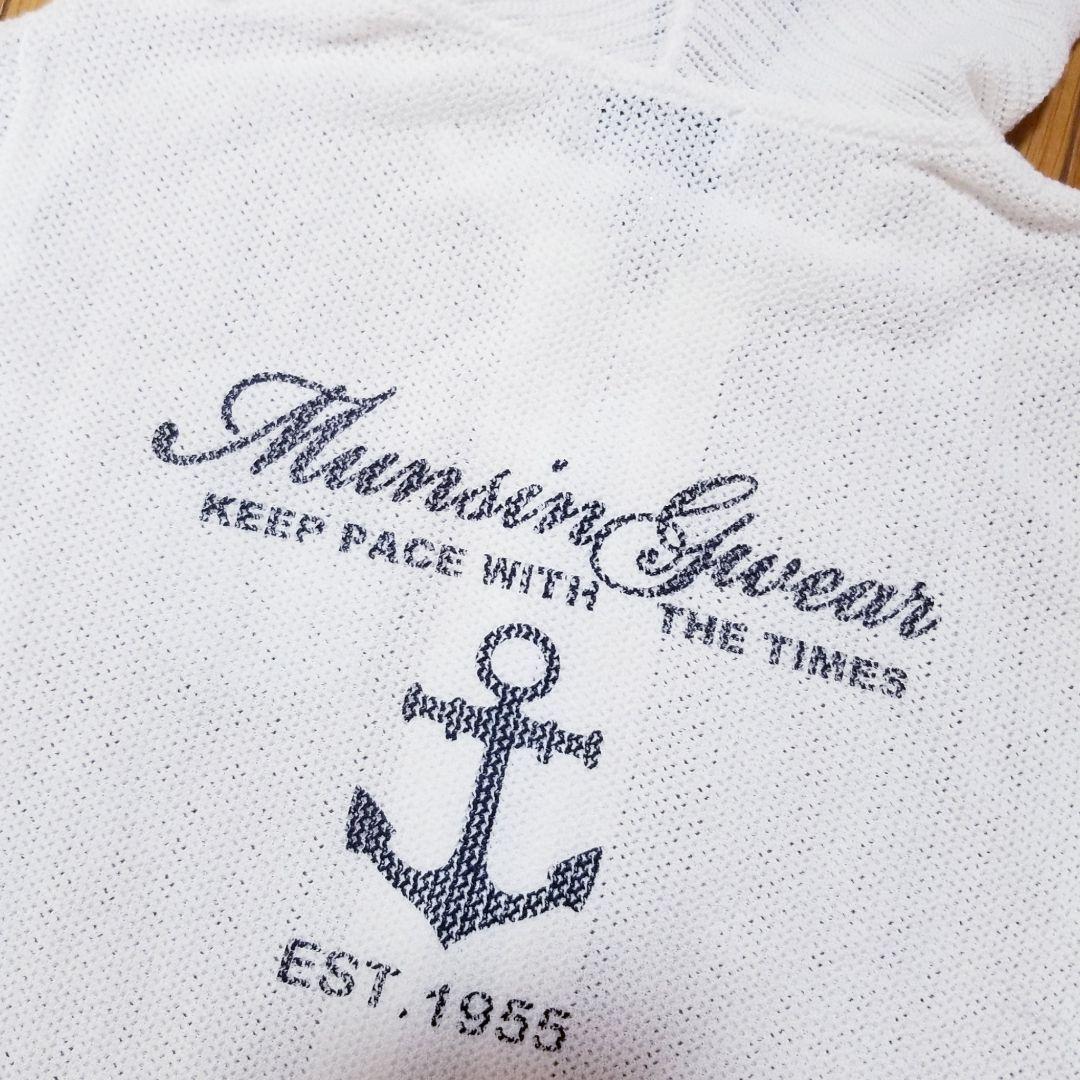 Munsingwear
KEEP PACE WITH THE TIMES
EST.1955